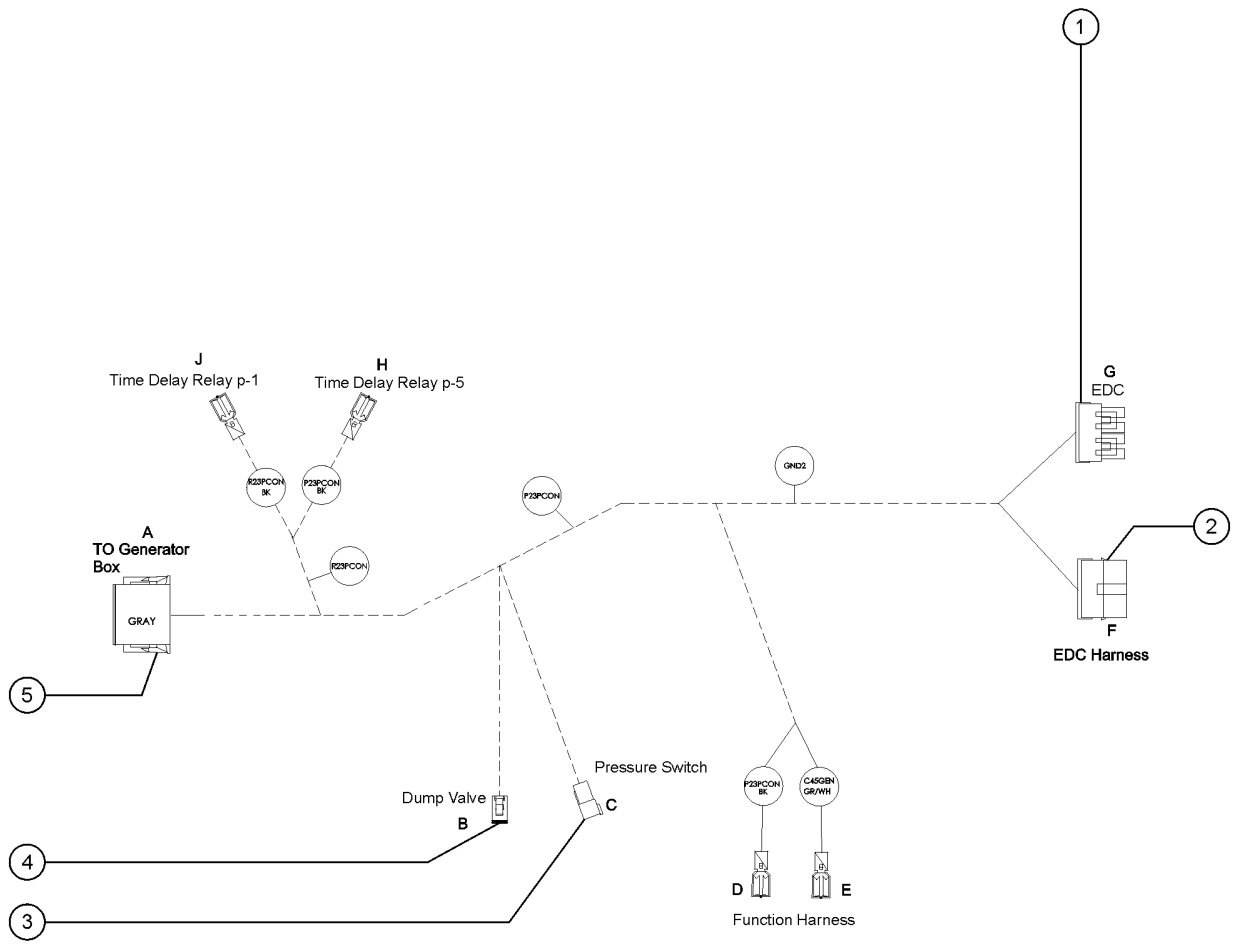 1
J
Time Delay Relay p-1
H
Time Delay Relay p-5
G
EDC
R23PCON
BK
P23PCON
BK
P23PCON
GND2
A
TO Generator
Box
R23PCON
2
GRAY
F
EDC Harness
5
Pressure Switch
P23PCON
BK
C45GEN
GR/WH
Dump Valve
B
C
4
D
E
3
Function Harness